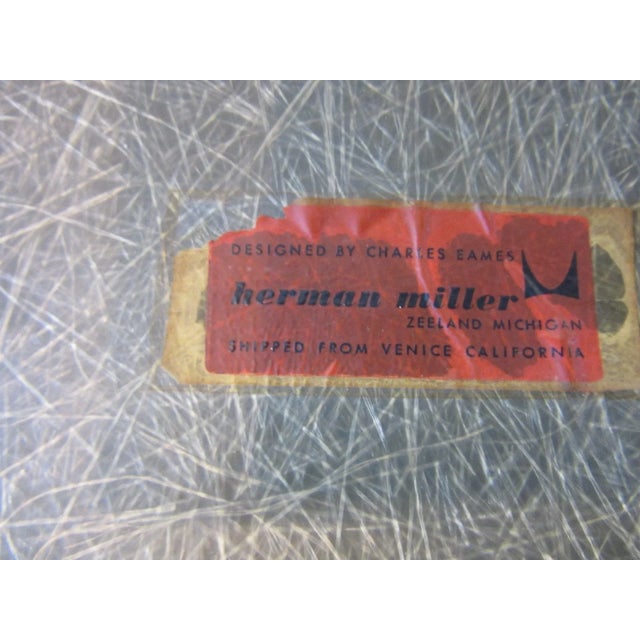 DESIGNED BY CHARLES EAMES
herman miller
ZEELAND MICHIGAN
SHIPPED FROM VENICE CALIFORNIA